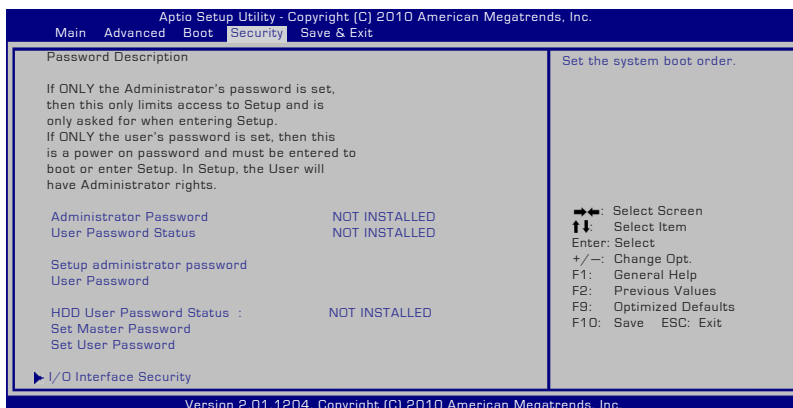 Aptio Setup Utility - Copyright (C) 2010 American Megatrends, Inc.
Main Advanced Boot Security Save & Exit
Password Description
If ONLY the Administrator's password is set,
then this only limits access to Setup and is
only asked for when entering Setup.
If ONLY the user's password is set, then this
is a power on password and must be entered to
boot or enter Setup. In Setup, the User will
have Administrator rights.
Administrator Password NOT INSTALLED
User Password Status NOT INSTALLED
Setup administrator password
User Password
HDD User Password Status : NOT INSTALLED
Set Master Password
Set User Password
I/O Interface Security
Set the system boot order.
→←: Select Screen
↑↓: Select Item
Enter: Select
+/—: Change Opt.
F1: General Help
F2: Previous Values
F9: Optimized Defaults
F10: Save ESC: Exit
Version 2.01.1204. Copyright (C) 2010 American Megatrends, Inc.